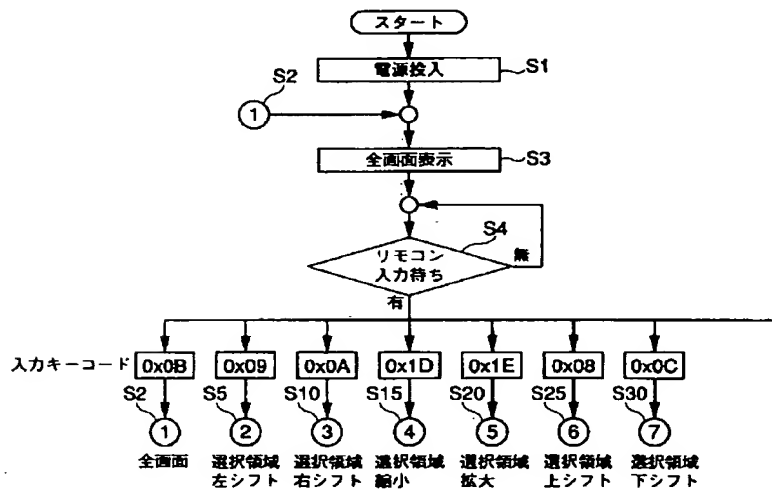 スタート
電源投入
S1
S2
1
全画面表示
S3
S4
リモコン
入力待ち
無
有
入力キーコード
0x0B
0x09
0x0A
0x1D
0x1E
0x08
0x0C
S2
S5
S10
S15
S20
S25
S30
1
2
3
4
5
6
7
全画面
選択領域
左シフト
選択領域
右シフト
選択領域
縮小
選択領域
拡大
選択領域
上シフト
選択領域
下シフト